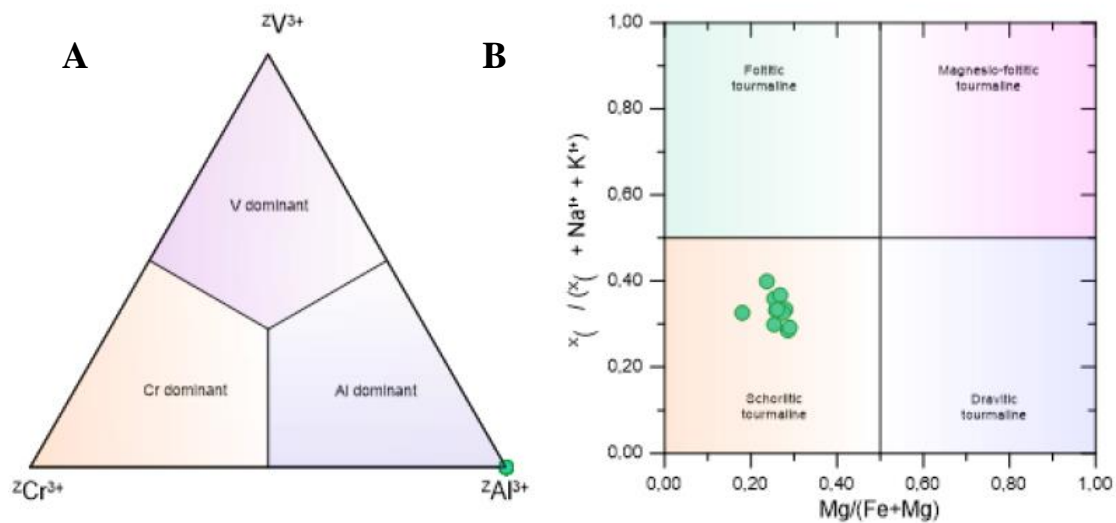 A
ᶻV³⁺
V dominant
Cr dominant
Al dominant
ᶻCr³⁺
ᶻAl³⁺
B
1,00
0,80
0,60
0,40
0,20
0,00
ˣ( / (ˣ( + Na¹⁺ + K¹⁺)
Foititic
tourmaline
Magnesio-foititic
tourmaline
Schorlitic
tourmaline
Dravitic
tourmaline
0,00 0,20 0,40 0,60 0,80 1,00
Mg/(Fe+Mg)